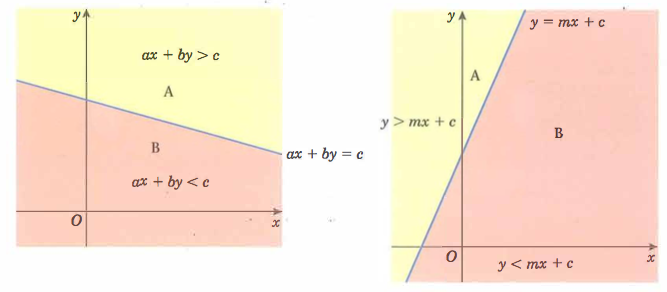 y
ax + by > c
A
B
ax + by = c
ax + by < c
O
x
y
y = mx + c
A
y > mx + c
B
O
x
y < mx + c